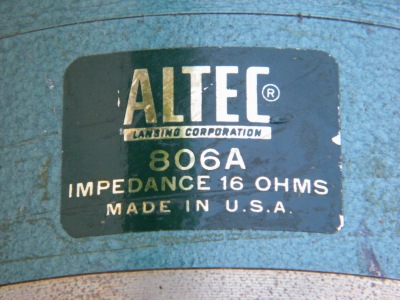 ALTEC®
LANSING CORPORATION
806A
IMPEDANCE 16 OHMS
MADE IN U.S.A.